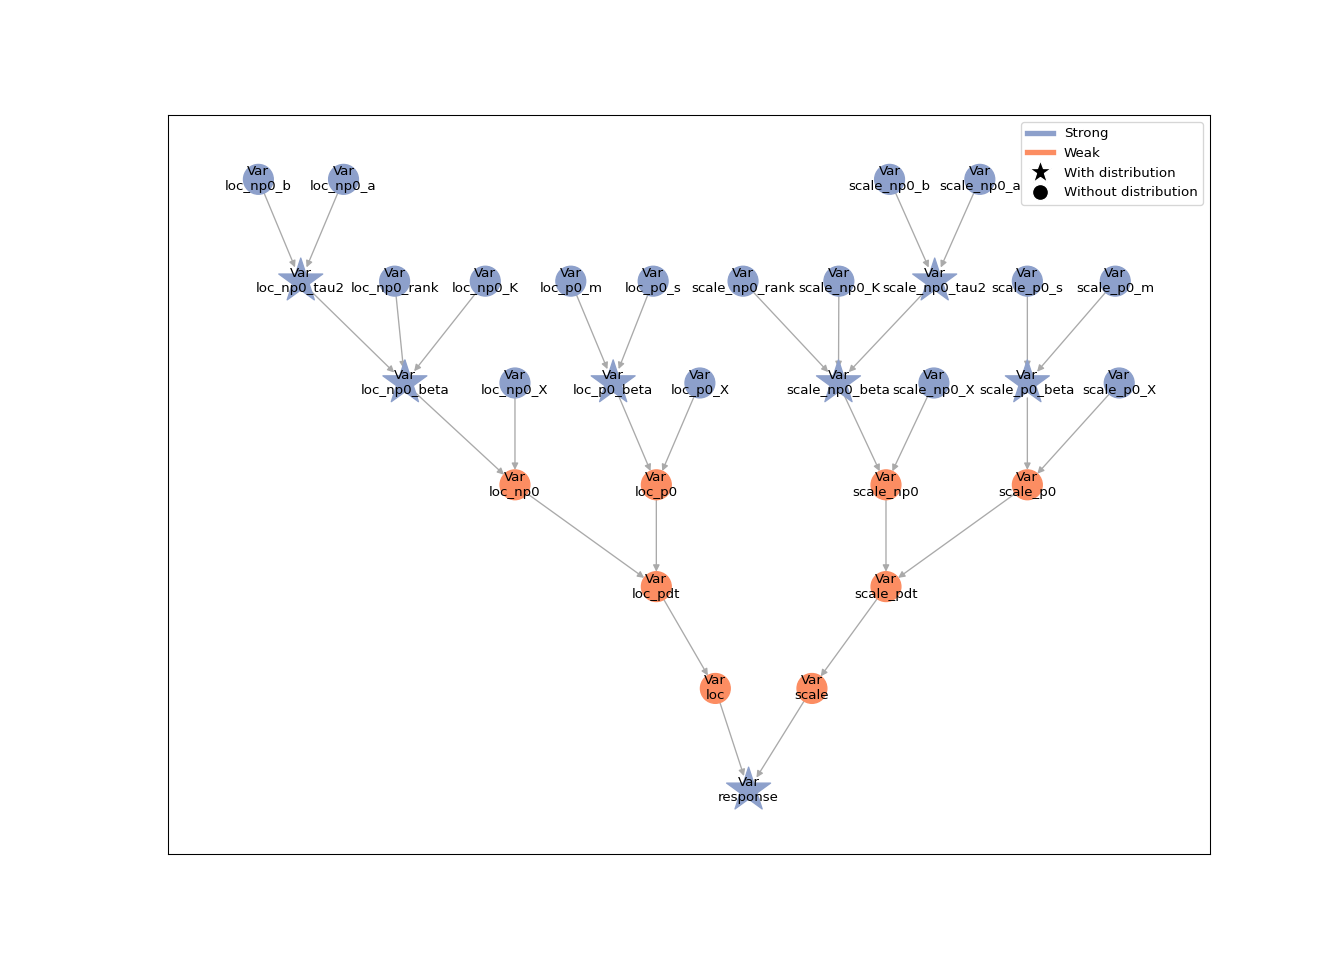 Strong
Weak
With distribution
Without distribution
Var
loc_np0_b
Var
loc_np0_a
Var
scale_np0_b
Var
scale_np0_a
Var
loc_np0_tau2
Var
loc_np0_rank
Var
loc_np0_K
Var
loc_p0_m
Var
loc_p0_s
Var
scale_np0_rank
Var
scale_np0_K
Var
scale_np0_tau2
Var
scale_p0_s
Var
scale_p0_m
Var
loc_np0_beta
Var
loc_np0_X
Var
loc_p0_beta
Var
loc_p0_X
Var
scale_np0_beta
Var
scale_np0_X
Var
scale_p0_beta
Var
scale_p0_X
Var
loc_np0
Var
loc_p0
Var
scale_np0
Var
scale_p0
Var
loc_pdt
Var
scale_pdt
Var
loc
Var
scale
Var
response